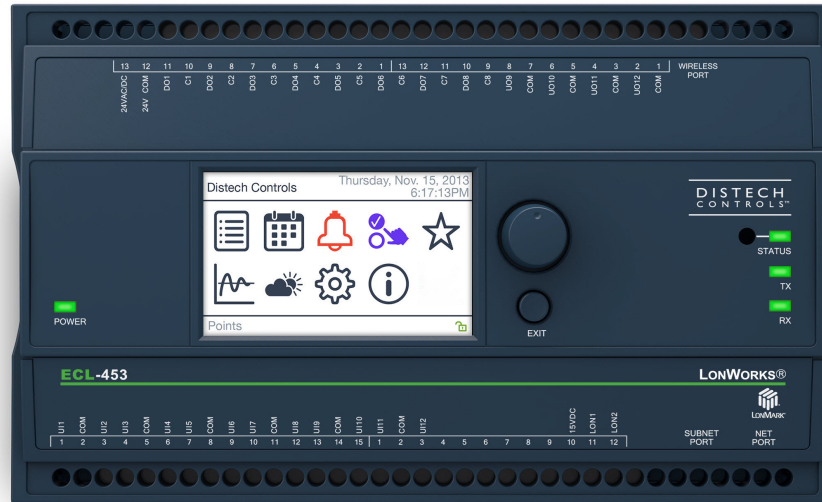 13 12 11 10 9 8 7 6 5 4 3 2 1 13 12 11 10 9 8 7 6 5 4 3 2 1
24VAC/DC 24V COM DO1 C1 DO2 C2 DO3 C3 DO4 C4 DO5 C5 DO6 C6 DO7 C7 DO8 C8 UO9 COM UO10 COM UO11 COM UO12 COM
WIRELESS
PORT
Distech Controls
Thursday, Nov. 15, 2013
6:17:13PM
Points
EXIT
POWER
DISTECH
CONTROLS™
STATUS
TX
RX
ECL-453
LONWORKS®
LONMARK
UI1 COM UI2 UI3 COM UI4 UI5 COM UI6 UI7 COM UI8 UI9 COM UI10 UI11 COM UI12 15VDC LON1 LON2
1 2 3 4 5 6 7 8 9 10 11 12 13 14 15 1 2 3 4 5 6 7 8 9 10 11 12
SUBNET
PORT
NET
PORT